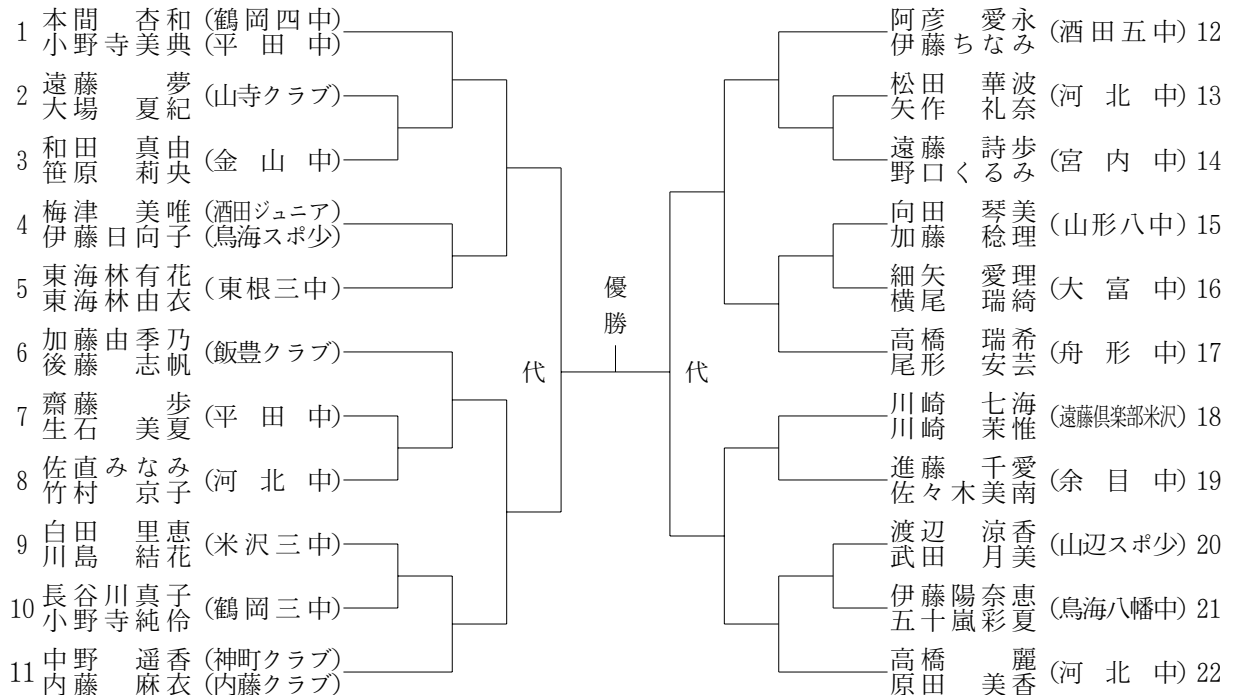 1 本間 杏和 (鶴岡四中)
小野寺美典 (平田中)
2 遠藤 夢
大場 夏紀 (山寺クラブ)
3 和田 真由
笹原 莉央 (金山中)
4 梅津 美唯 (酒田ジュニア)
伊藤日向子 (鳥海スポ少)
5 東海林有花
東海林由衣 (東根三中)
6 加藤由季乃
後藤 志帆 (飯豊クラブ)
7 齋藤 歩
生石 美夏 (平田中)
8 佐直みなみ
竹村 京子 (河北中)
9 白田 里恵
川島 結花 (米沢三中)
10 長谷川真子
小野寺純伶 (鶴岡三中)
11 中野 遥香 (神町クラブ)
内藤 麻衣 (内藤クラブ)
代
優勝
代
阿彦 愛永
伊藤ちなみ (酒田五中) 12
松田 華波
矢作 礼奈 (河北中) 13
遠藤 詩歩
野口くるみ (宮内中) 14
向田 琴美
加藤 稔理 (山形八中) 15
細矢 愛理
横尾 瑞綺 (大富中) 16
高橋 瑞希
尾形 安芸 (舟形中) 17
川崎 七海
川崎 茉惟 (遠藤倶楽部米沢) 18
進藤 千愛
佐々木美南 (余目中) 19
渡辺 涼香
武田 月美 (山辺スポ少) 20
伊藤陽奈恵
五十嵐彩夏 (鳥海八幡中) 21
高橋 麗
原田 美香 (河北中) 22